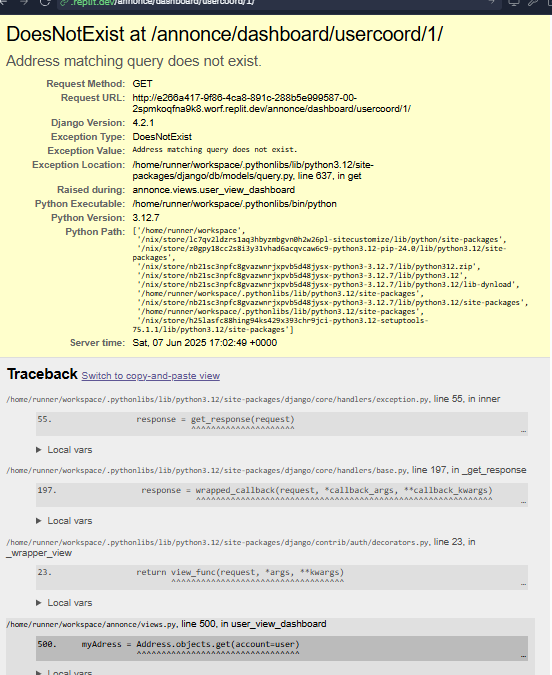 .replit.dev/annonce/dashboard/usercoord/1/
DoesNotExist at /annonce/dashboard/usercoord/1/
Address matching query does not exist.
Request Method: GET
Request URL: http://e266a417-9f86-4ca8-891c-288b5e999587-00-
2spmkoqfna9k8.worf.replit.dev/annonce/dashboard/usercoord/1/
Django Version: 4.2.1
Exception Type: DoesNotExist
Exception Value: Address matching query does not exist.
Exception Location: /home/runner/workspace/.pythonlibs/lib/python3.12/site-
packages/django/db/models/query.py, line 637, in get
Raised during: annonce.views.user_view_dashboard
Python Executable: /home/runner/workspace/.pythonlibs/bin/python
Python Version: 3.12.7
Python Path: ['/home/runner/workspace',
'/nix/store/lc7qv2ldzrs1aq3hbyzmbgvn0h2w26pl-sitecustomize/lib/python/site-packages',
'/nix/store/z0gpy18cc2s8i3y31vhad6acqvcaw6c9-python3.12-pip-24.0/lib/python3.12/site-
packages',
'/nix/store/nb21sc3npfc8gvazwnrjxpvb5d48jysx-python3-3.12.7/lib/python312.zip',
'/nix/store/nb21sc3npfc8gvazwnrjxpvb5d48jysx-python3-3.12.7/lib/python3.12',
'/nix/store/nb21sc3npfc8gvazwnrjxpvb5d48jysx-python3-3.12.7/lib/python3.12/lib-dynload',
'/home/runner/workspace/.pythonlibs/lib/python3.12/site-packages',
'/nix/store/nb21sc3npfc8gvazwnrjxpvb5d48jysx-python3-3.12.7/lib/python3.12/site-packages',
'/home/runner/workspace/.pythonlibs/lib/python3.12/site-packages',
'/nix/store/h25lasfc88hing94ks429x393chr9jci-python3.12-setuptools-
75.1.1/lib/python3.12/site-packages']
Server time: Sat, 07 Jun 2025 17:02:49 +0000
Traceback Switch to copy-and-paste view
/home/runner/workspace/.pythonlibs/lib/python3.12/site-packages/django/core/handlers/exception.py, line 55, in inner
55. response = get_response(request)
^^^^^^^^^^^^^^^^^^^^^
…
▶ Local vars
/home/runner/workspace/.pythonlibs/lib/python3.12/site-packages/django/core/handlers/base.py, line 197, in _get_response
197. response = wrapped_callback(request, *callback_args, **callback_kwargs)
^^^^^^^^^^^^^^^^^^^^^^^^^^^^^^^^^^^^^^^^^^^^^^^^^^^^^^^^^^^^^
…
▶ Local vars
/home/runner/workspace/.pythonlibs/lib/python3.12/site-packages/django/contrib/auth/decorators.py, line 23, in
_wrapper_view
23. return view_func(request, *args, **kwargs)
^^^^^^^^^^^^^^^^^^^^^^^^^^^^^^^^^^^
…
▶ Local vars
/home/runner/workspace/annonce/views.py, line 500, in user_view_dashboard
500. myAdress = Address.objects.get(account=user)
^^^^^^^^^^^^^^^^^^^^^^^^^^^^^^^^^
…
▶ Local vars